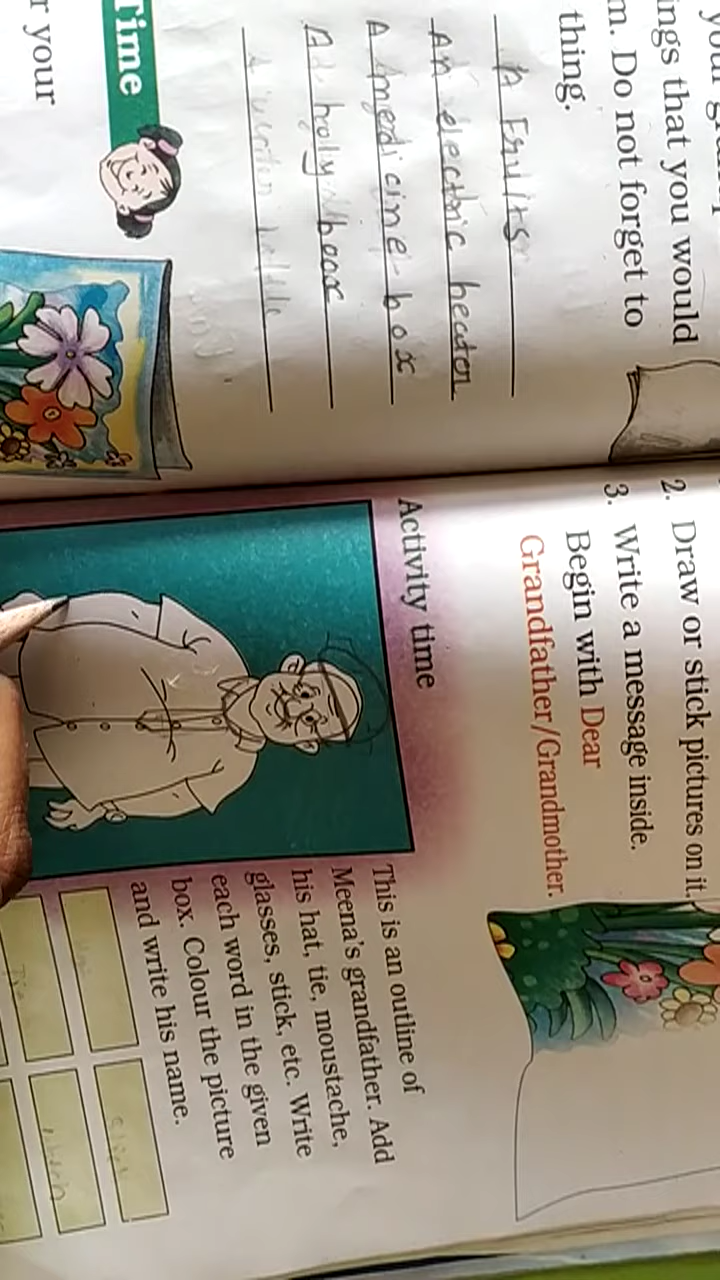 ings that you would
m. Do not forget to
thing.
A Fruits
An electric heater
A medicine box
A holy
Time
r your
2. Draw or stick pictures on it.
3. Write a message inside.
Begin with Dear
Grandfather/Grandmother.
Activity time
This is an outline of
Meena's grandfather. Add
his hat, tie, moustache,
glasses, stick, etc. Write
each word in the given
box. Colour the picture
and write his name.